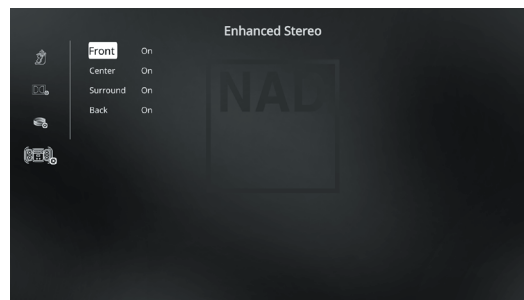 Enhanced Stereo
Front On
Center On
Surround On
Back On
NAD